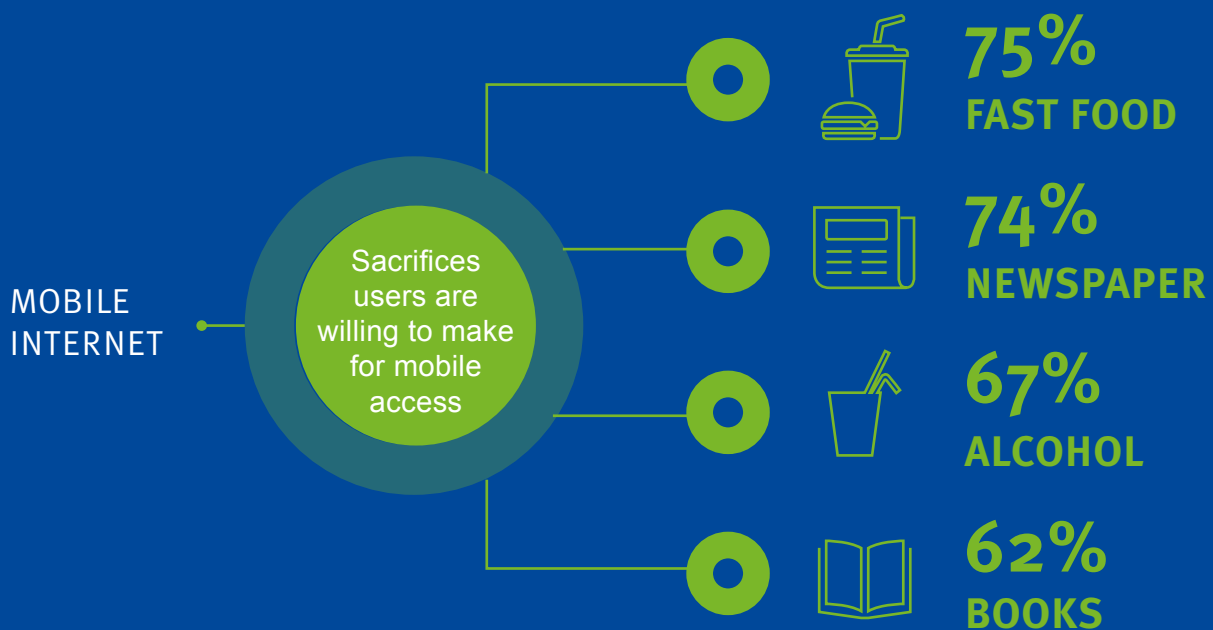 MOBILE
INTERNET
Sacrifices
users are
willing to make
for mobile
access
75%
FAST FOOD
74%
NEWSPAPER
67%
ALCOHOL
62%
BOOKS